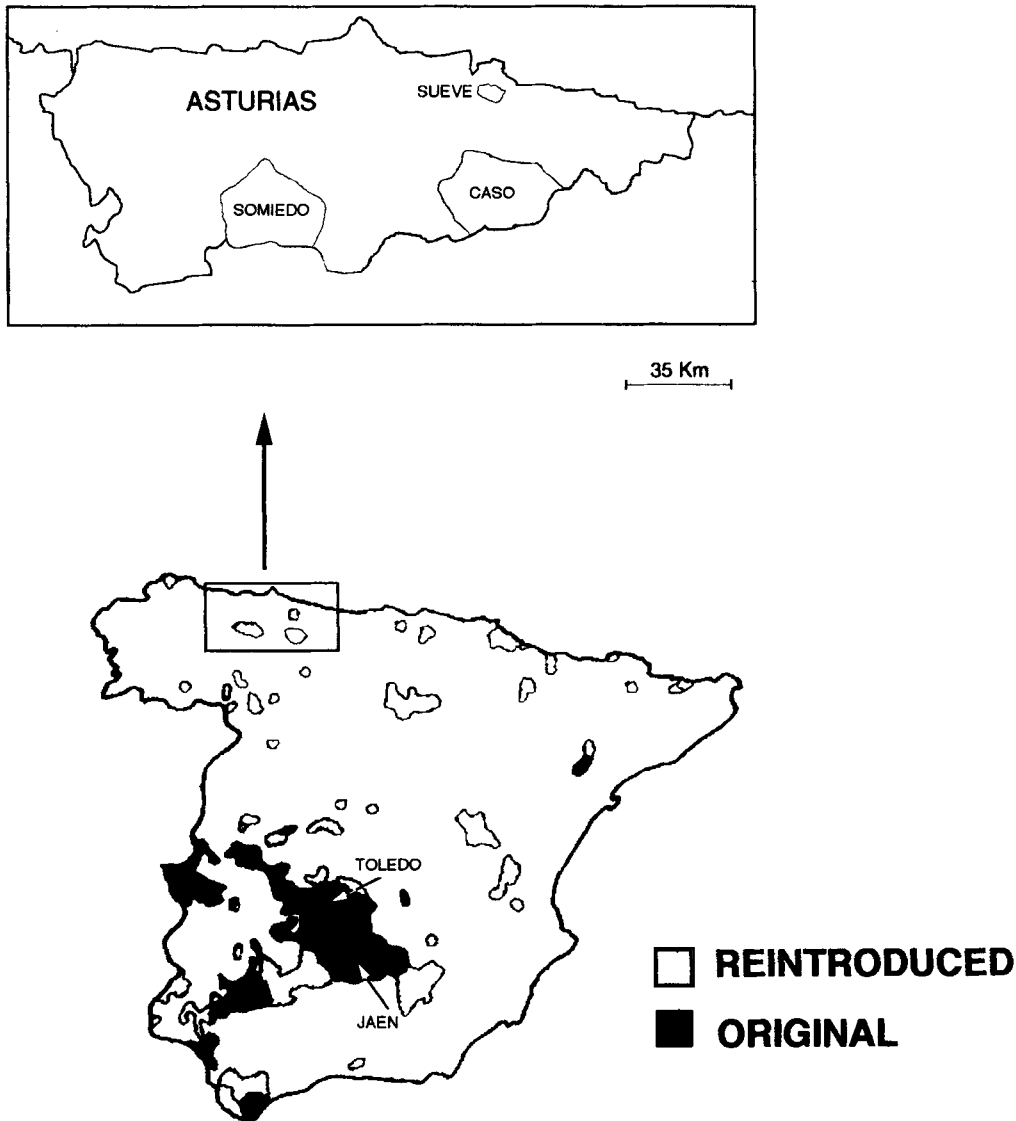 ASTURIAS
SUEVE
SOMIEDO
CASO
35 Km
TOLEDO
JAEN
REINTRODUCED
ORIGINAL